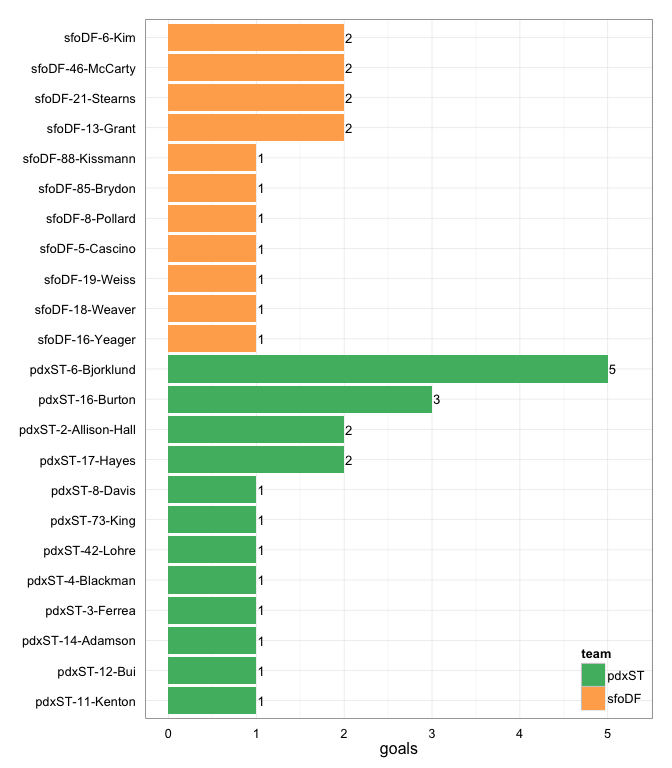 sfoDF-6-Kim 2
sfoDF-46-McCarty 2
sfoDF-21-Stearns 2
sfoDF-13-Grant 2
sfoDF-88-Kissmann 1
sfoDF-85-Brydon 1
sfoDF-8-Pollard 1
sfoDF-5-Cascino 1
sfoDF-19-Weiss 1
sfoDF-18-Weaver 1
sfoDF-16-Yeager 1
pdxST-6-Bjorklund 5
pdxST-16-Burton 3
pdxST-2-Allison-Hall 2
pdxST-17-Hayes 2
pdxST-8-Davis 1
pdxST-73-King 1
pdxST-42-Lohre 1
pdxST-4-Blackman 1
pdxST-3-Ferrea 1
pdxST-14-Adamson 1
pdxST-12-Bui 1
pdxST-11-Kenton 1
team
pdxST
sfoDF
0 1 2 3 4 5
goals